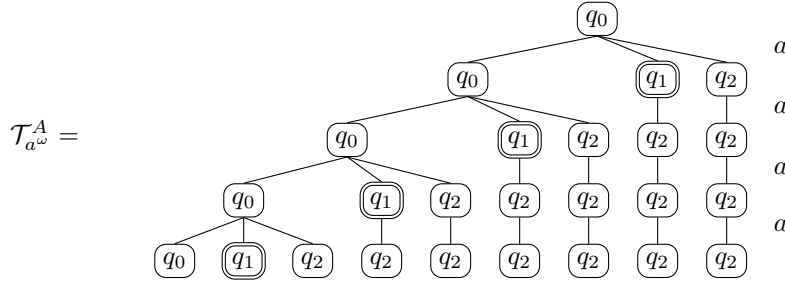 q₀
a
q₀ q₁ q₂
a
𝒯ᴬ_{a^ω} = q₀ q₁ q₂ q₂ q₂
a
q₀ q₁ q₂ q₂ q₂ q₂ q₂
a
q₀ q₁ q₂ q₂ q₂ q₂ q₂ q₂ q₂